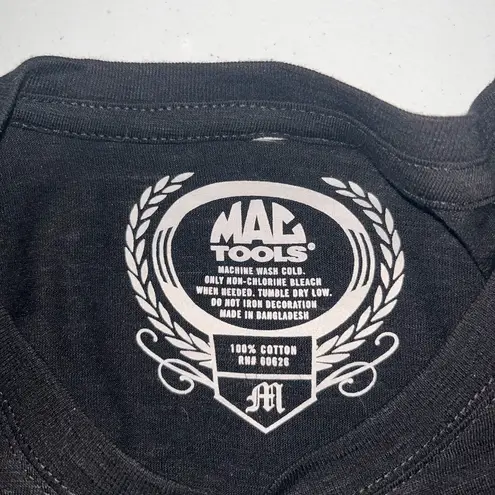 MAC
TOOLS®
MACHINE WASH COLD.
ONLY NON-CHLORINE BLEACH
WHEN NEEDED. TUMBLE DRY LOW.
DO NOT IRON DECORATION
MADE IN BANGLADESH
100% COTTON
RN# 60626
M